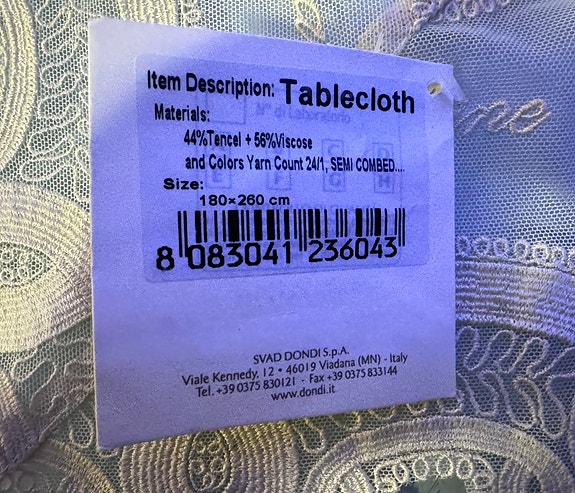 Item Description: Tablecloth
N° di Laboratorio
Materials:
44%Tencel + 56%Viscose
and Colors Yarn Count 24/1, SEMI COMBED....
Size:
180×260 cm
8 083041 236043
SVAD DONDI S.p.A.
Viale Kennedy, 12 • 46019 Viadana (MN) - Italy
Tel. +39 0375 830121 - Fax +39 0375 833144
www.dondi.it